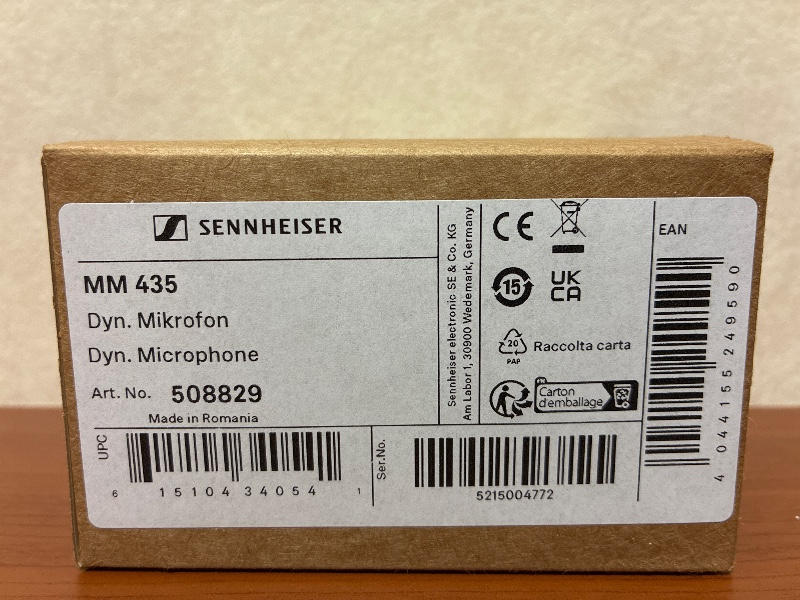 SENNHEISER
MM 435
Dyn. Mikrofon
Dyn. Microphone
Art. No. 508829
Made in Romania
Sennheiser electronic SE & Co. KG
Am Labor 1, 30900 Wedemark, Germany
CE
15
UK
CA
20
PAP
Raccolta carta
FR
Carton
d'emballage
EAN
4 044155 249590
UPC
6 15104 34054 1
Ser.No.
5215004772